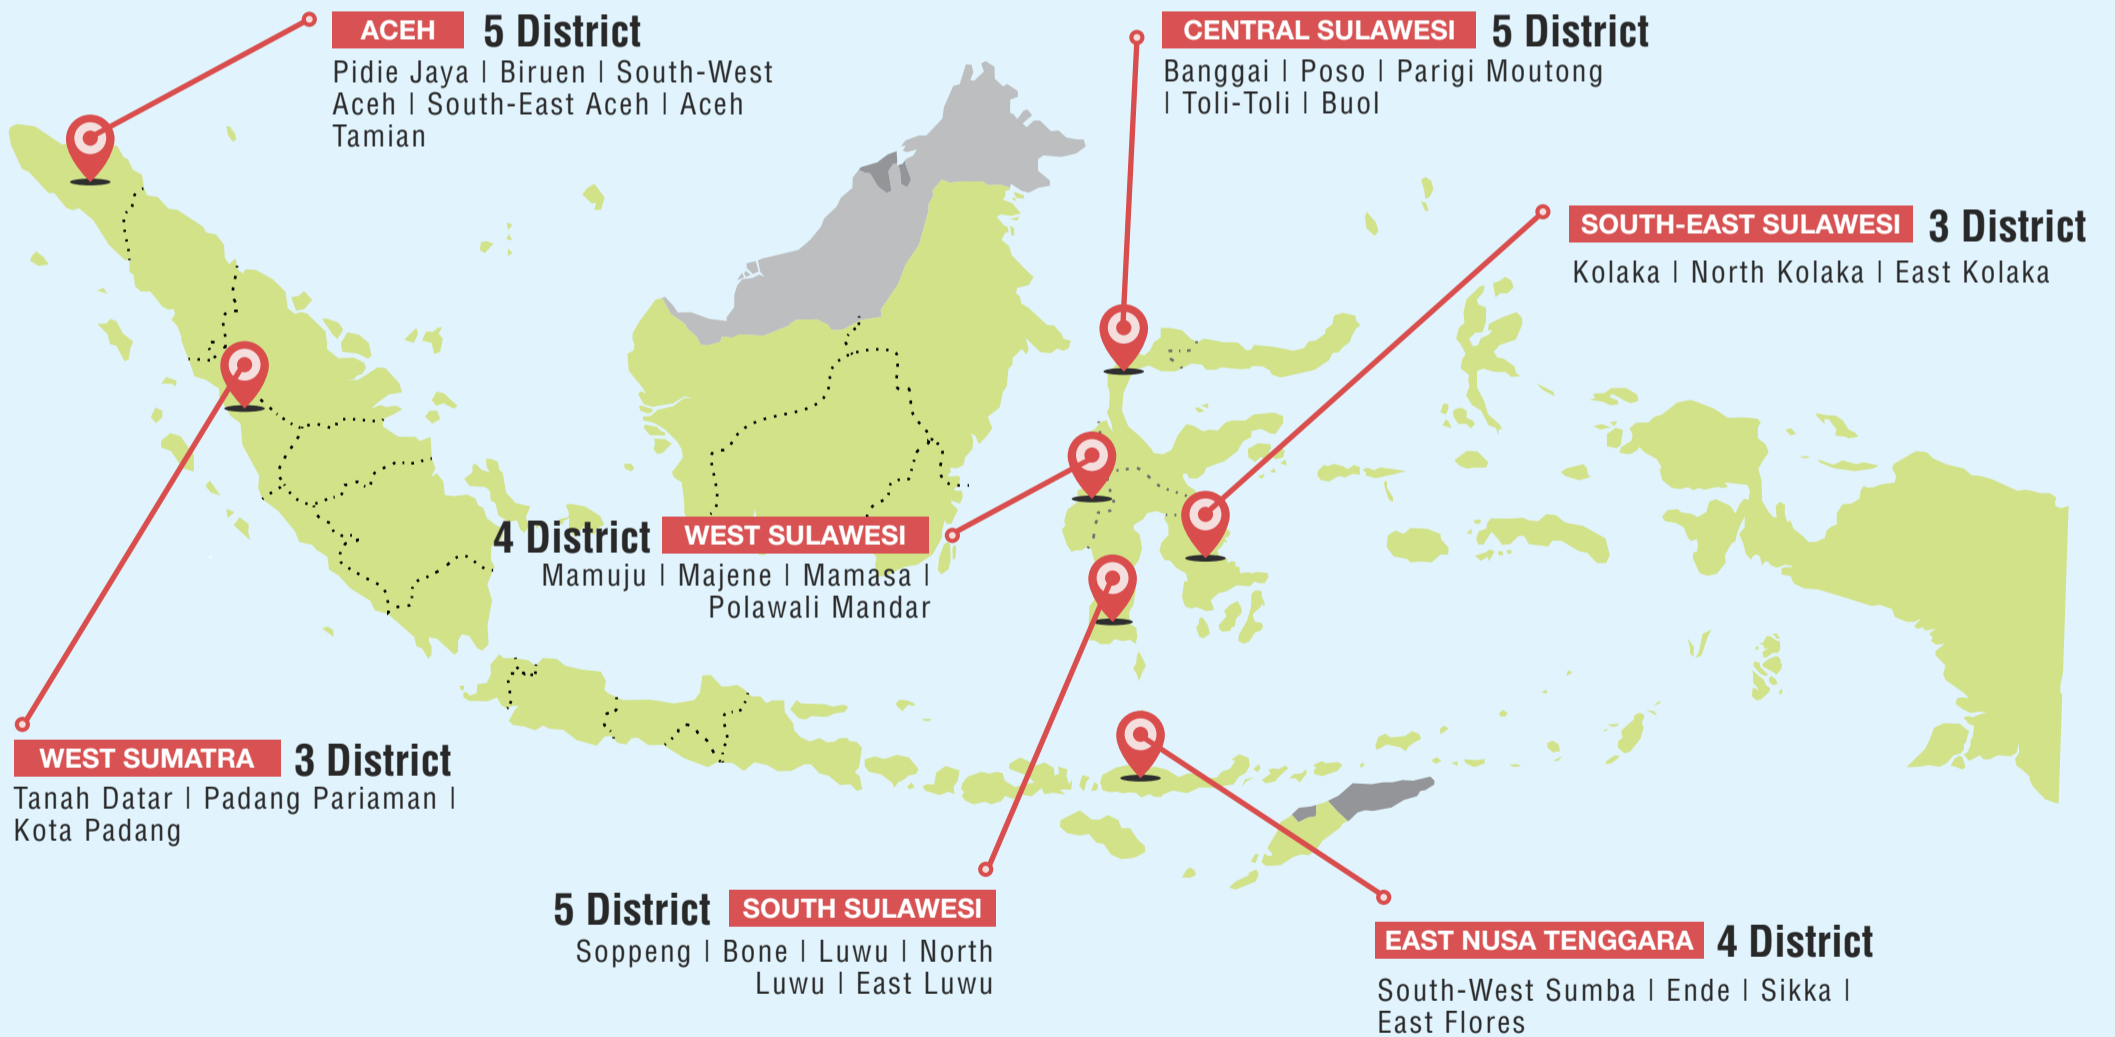 ACEH 5 District
Pidie Jaya | Biruen | South-West
Aceh | South-East Aceh | Aceh
Tamian
CENTRAL SULAWESI 5 District
Banggai | Poso | Parigi Moutong
| Toli-Toli | Buol
SOUTH-EAST SULAWESI 3 District
Kolaka | North Kolaka | East Kolaka
4 District WEST SULAWESI
Mamuju | Majene | Mamasa |
Polawali Mandar
WEST SUMATRA 3 District
Tanah Datar | Padang Pariaman |
Kota Padang
5 District SOUTH SULAWESI
Soppeng | Bone | Luwu | North
Luwu | East Luwu
EAST NUSA TENGGARA 4 District
South-West Sumba | Ende | Sikka |
East Flores